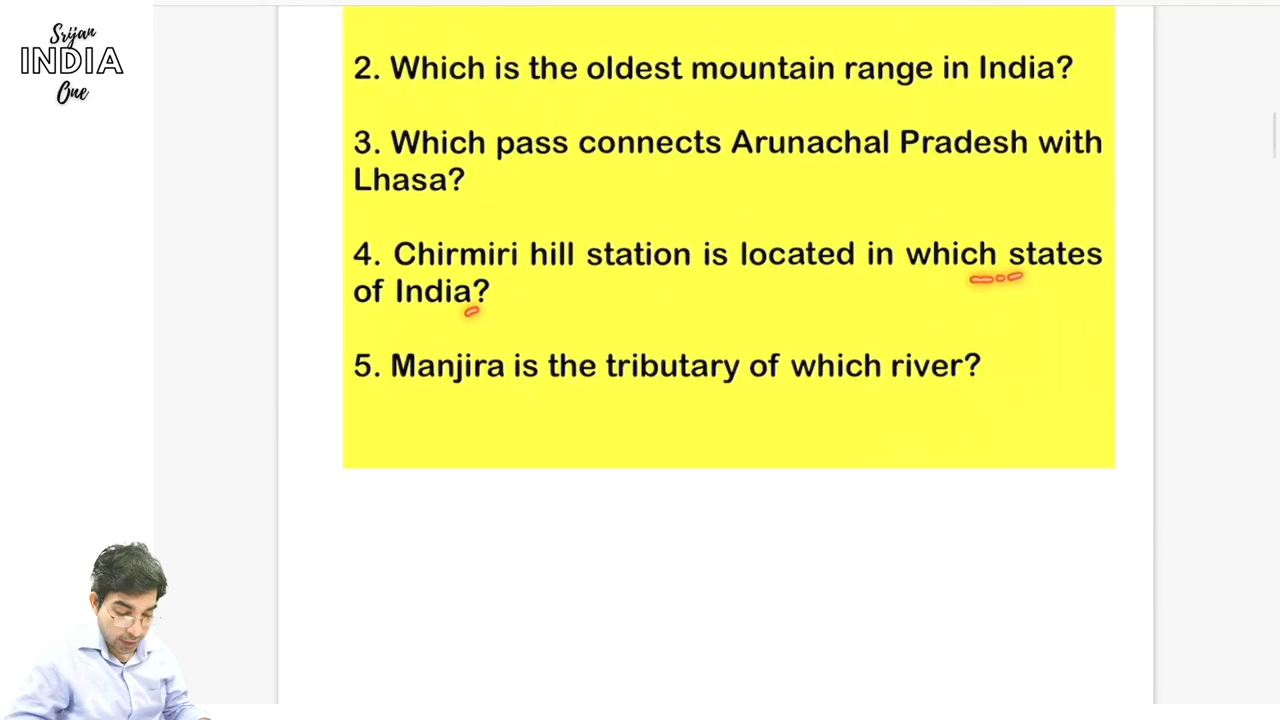 Srijan
INDIA
One
2. Which is the oldest mountain range in India?
3. Which pass connects Arunachal Pradesh with
Lhasa?
4. Chirmiri hill station is located in which states
of India?
5. Manjira is the tributary of which river?